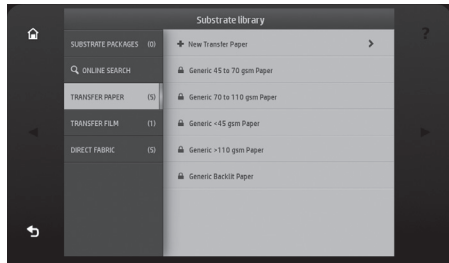 Substrate library
?
SUBSTRATE PACKAGES (0)
ONLINE SEARCH
TRANSFER PAPER (5)
TRANSFER FILM (1)
DIRECT FABRIC (5)
+ New Transfer Paper >
Generic 45 to 70 gsm Paper
Generic 70 to 110 gsm Paper
Generic <45 gsm Paper
Generic >110 gsm Paper
Generic Backlit Paper